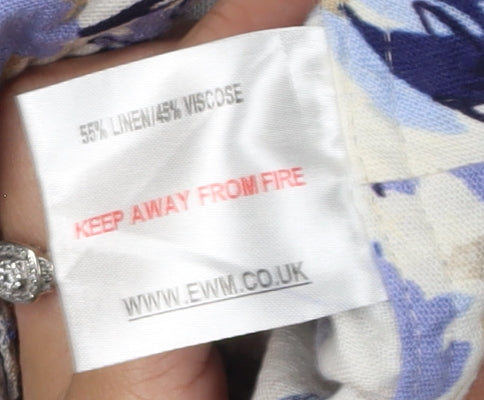 55% LINEN/45% VISCOSE
KEEP AWAY FROM FIRE
WWW.EWM.CO.UK